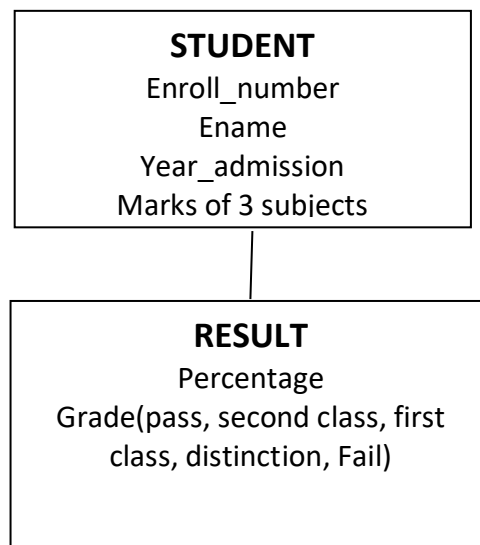 STUDENT
Enroll_number
Ename
Year_admission
Marks of 3 subjects
RESULT
Percentage
Grade(pass, second class, first
class, distinction, Fail)